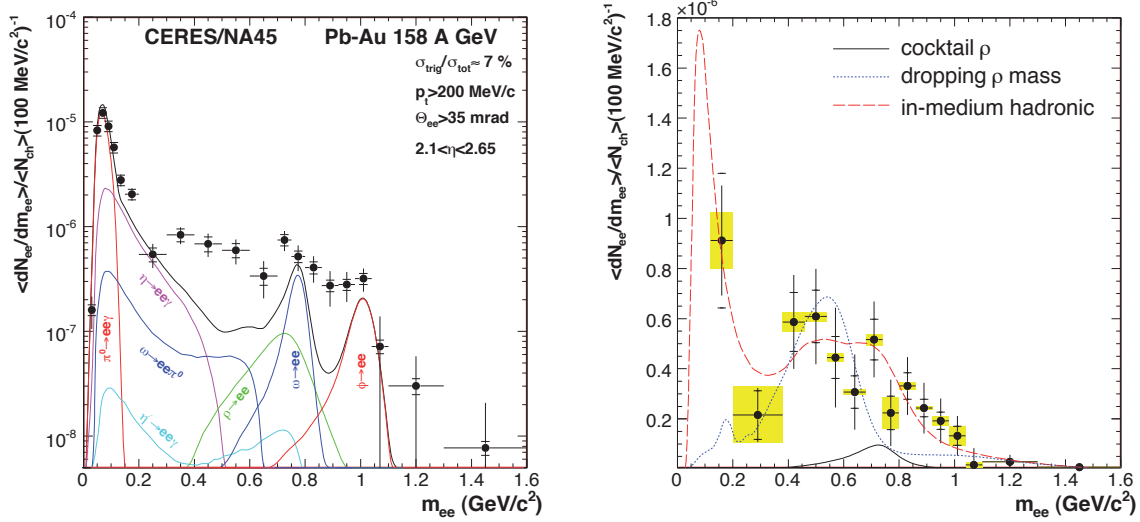 CERES/NA45 Pb-Au 158 A GeV
σtrig/σtot≈ 7 %
pt>200 MeV/c
Θee>35 mrad
2.1<η<2.65
<dNee/dmee>/<Nch>(100 MeV/c²)⁻¹
10⁻⁴
10⁻⁵
10⁻⁶
10⁻⁷
10⁻⁸
π⁰→eeγ
η→eeγ
ω→eeπ⁰
η′→eeγ
ρ→ee
ω→ee
φ→ee
0 0.2 0.4 0.6 0.8 1 1.2 1.4 1.6
mee (GeV/c²)
×10⁻⁶
<dNee/dmee>/<Nch>(100 MeV/c²)⁻¹
1.8
1.6
1.4
1.2
1
0.8
0.6
0.4
0.2
cocktail ρ
dropping ρ mass
in-medium hadronic
0 0.2 0.4 0.6 0.8 1 1.2 1.4 1.6
mee (GeV/c²)